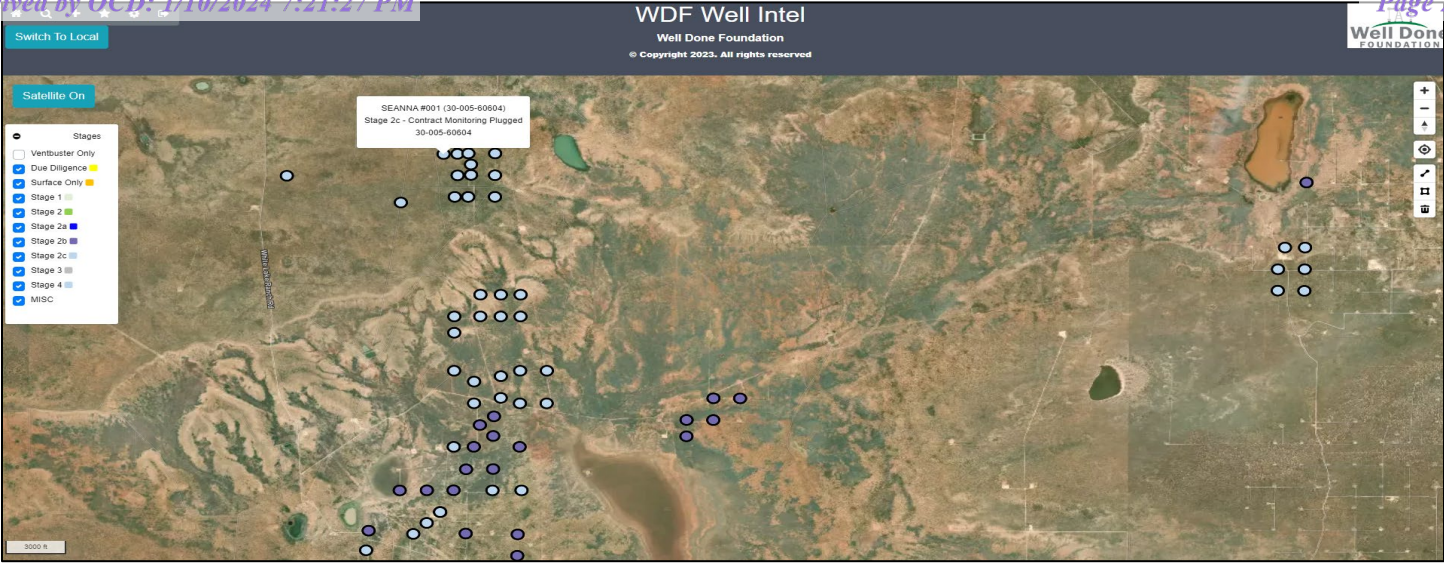 by OCD: 1/10/2024 7:21:27 PM
Page
WDF Well Intel
Well Done Foundation
© Copyright 2023. All rights reserved
Switch To Local
Well Done
FOUNDATION
Satellite On
SEANNA #001 (30-005-60604)
Stage 2c - Contract Monitoring Plugged
30-005-60604
Stages
Ventbuster Only
Due Diligence
Surface Only
Stage 1
Stage 2
Stage 2a
Stage 2b
Stage 2c
Stage 3
Stage 4
MISC
3000 ft